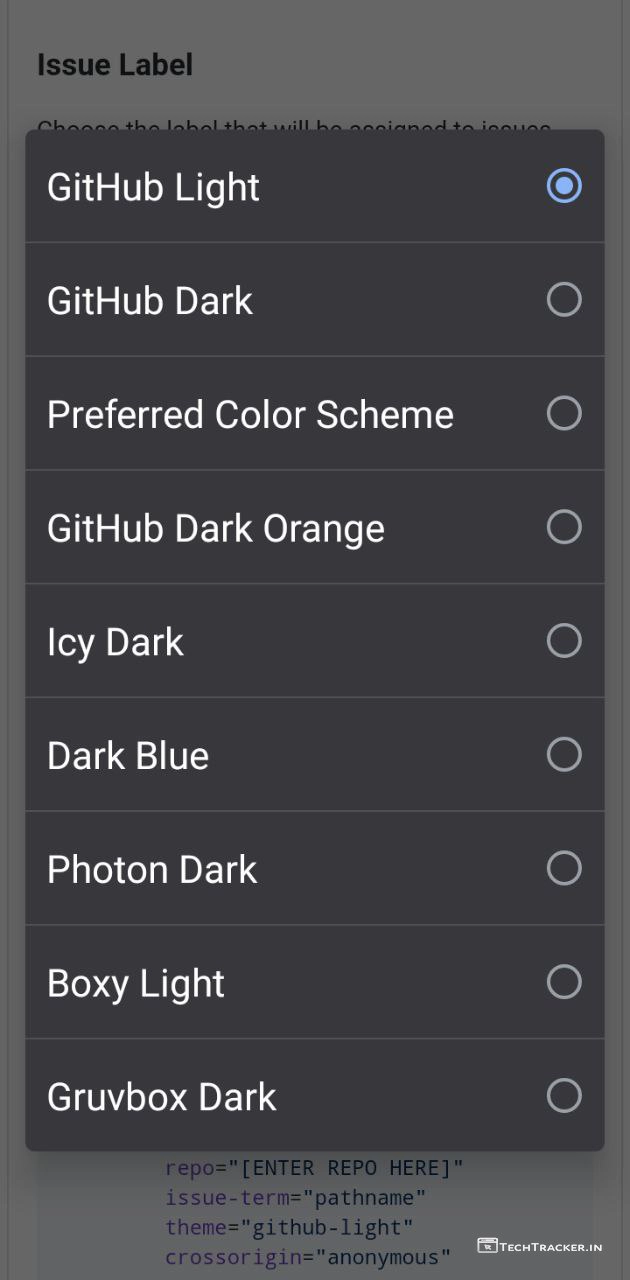 Issue Label
Choose the label that will be assigned to issues
GitHub Light
GitHub Dark
Preferred Color Scheme
GitHub Dark Orange
Icy Dark
Dark Blue
Photon Dark
Boxy Light
Gruvbox Dark
repo="[ENTER REPO HERE]"
issue-term="pathname"
theme="github-light"
crossorigin="anonymous"
TECHTRACKER.IN